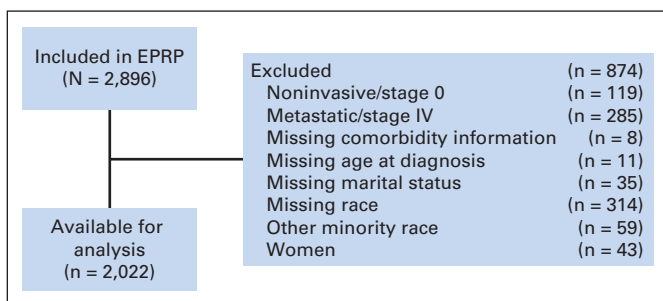 Included in EPRP
(N = 2,896)
Excluded (n = 874)
Noninvasive/stage 0 (n = 119)
Metastatic/stage IV (n = 285)
Missing comorbidity information (n = 8)
Missing age at diagnosis (n = 11)
Missing marital status (n = 35)
Missing race (n = 314)
Other minority race (n = 59)
Women (n = 43)
Available for
analysis
(n = 2,022)